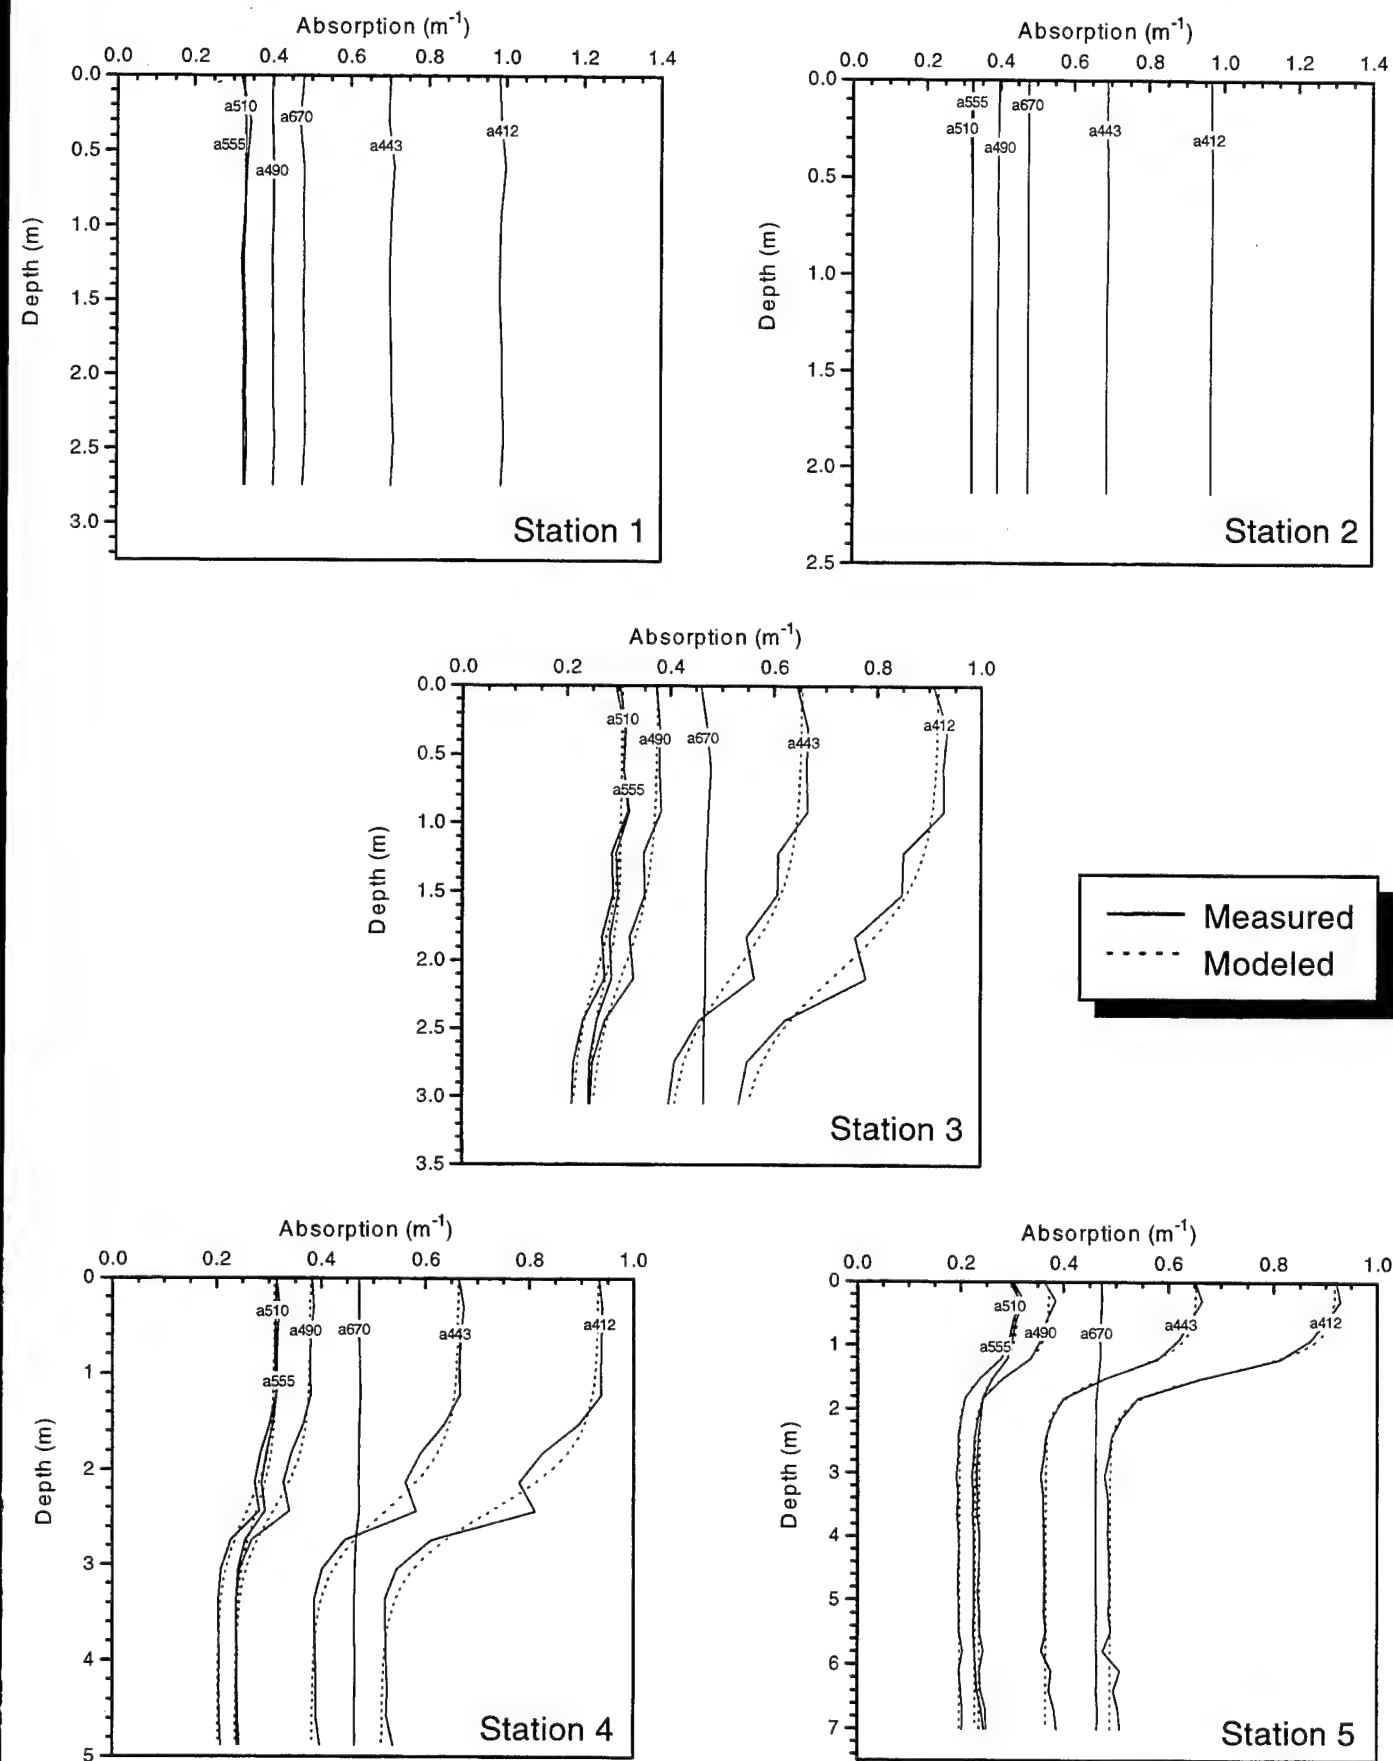 Absorption (m-1)
0.0 0.2 0.4 0.6 0.8 1.0 1.2 1.4
0.0
0.5
1.0
1.5
2.0
2.5
3.0
Depth (m)
a510
a670
a412
a555
a443
a490
Station 1
Absorption (m-1)
0.0 0.2 0.4 0.6 0.8 1.0 1.2 1.4
0.0
0.5
1.0
1.5
2.0
2.5
Depth (m)
a555 a670
a510
a443
a490
a412
Station 2
Absorption (m-1)
0.0 0.2 0.4 0.6 0.8 1.0
0.0
0.5
1.0
1.5
2.0
2.5
3.0
3.5
Depth (m)
a510
a412
a490 a670 a443
a555
Station 3
Measured
Modeled
Absorption (m-1)
0.0 0.2 0.4 0.6 0.8 1.0
0
1
2
3
4
5
Depth (m)
a510
a490 a670 a443 a412
a555
Station 4
Absorption (m-1)
0.0 0.2 0.4 0.6 0.8 1.0
0
1
2
3
4
5
6
7
Depth (m)
a510
a443 a412
a490 a670
a555
Station 5